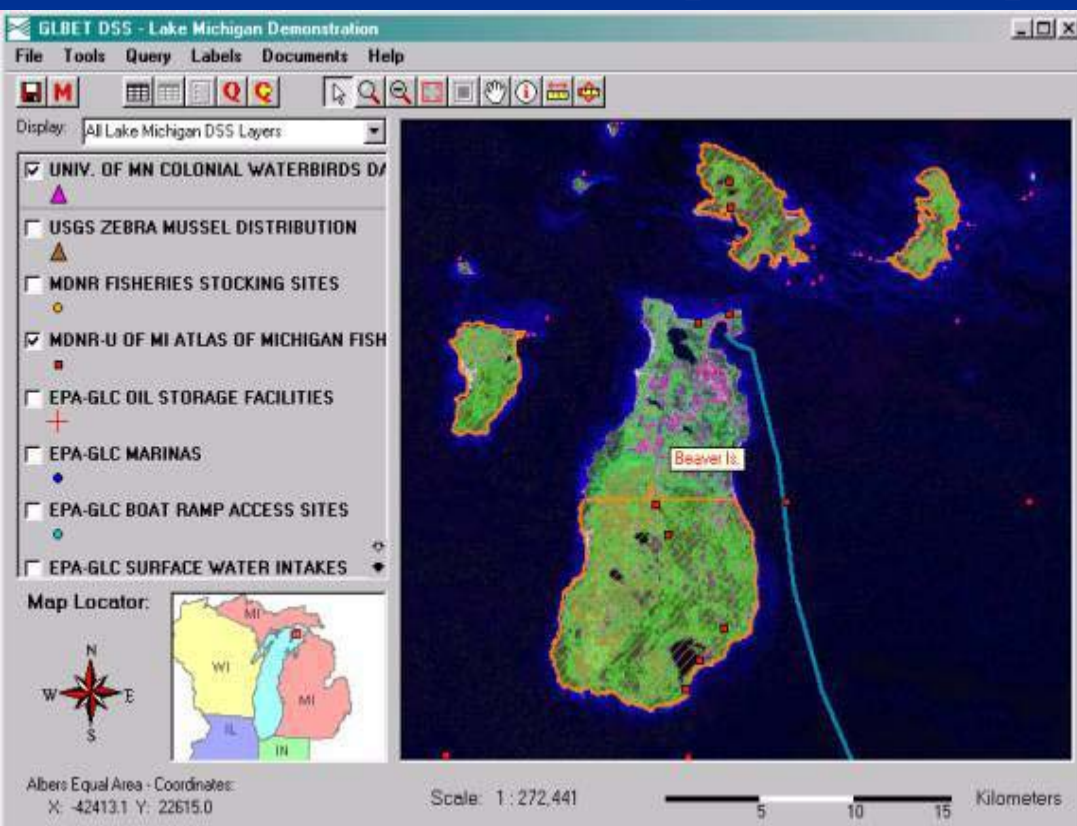 GLBET DSS - Lake Michigan Demonstration
File Tools Query Labels Documents Help
M Q Q i
Display: All Lake Michigan DSS Layers
UNIV. OF MN COLONIAL WATERBIRDS
USGS ZEBRA MUSSEL DISTRIBUTION
MDNR FISHERIES STOCKING SITES
MDNR-U OF MI ATLAS OF MICHIGAN FISH
EPA-GLC OIL STORAGE FACILITIES
EPA-GLC MARINAS
EPA-GLC BOAT RAMP ACCESS SITES
EPA-GLC SURFACE WATER INTAKES
Beaver Is.
Map Locator:
N
W E
S
MI
WI
MI
IL
IN
Albers Equal Area - Coordinates:
X: -42413.1 Y: 22615.0
Scale: 1 : 272,441
5 10 15 Kilometers